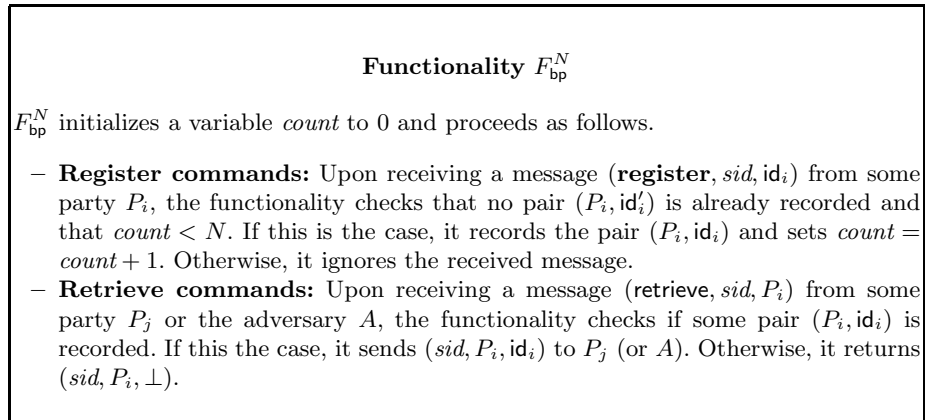 Functionality F_bp^N
F_bp^N initializes a variable count to 0 and proceeds as follows.
– Register commands: Upon receiving a message (register, sid, id_i) from some
party P_i, the functionality checks that no pair (P_i, id'_i) is already recorded and
that count < N. If this is the case, it records the pair (P_i, id_i) and sets count =
count + 1. Otherwise, it ignores the received message.
– Retrieve commands: Upon receiving a message (retrieve, sid, P_i) from some
party P_j or the adversary A, the functionality checks if some pair (P_i, id_i) is
recorded. If this the case, it sends (sid, P_i, id_i) to P_j (or A). Otherwise, it returns
(sid, P_i, ⊥).